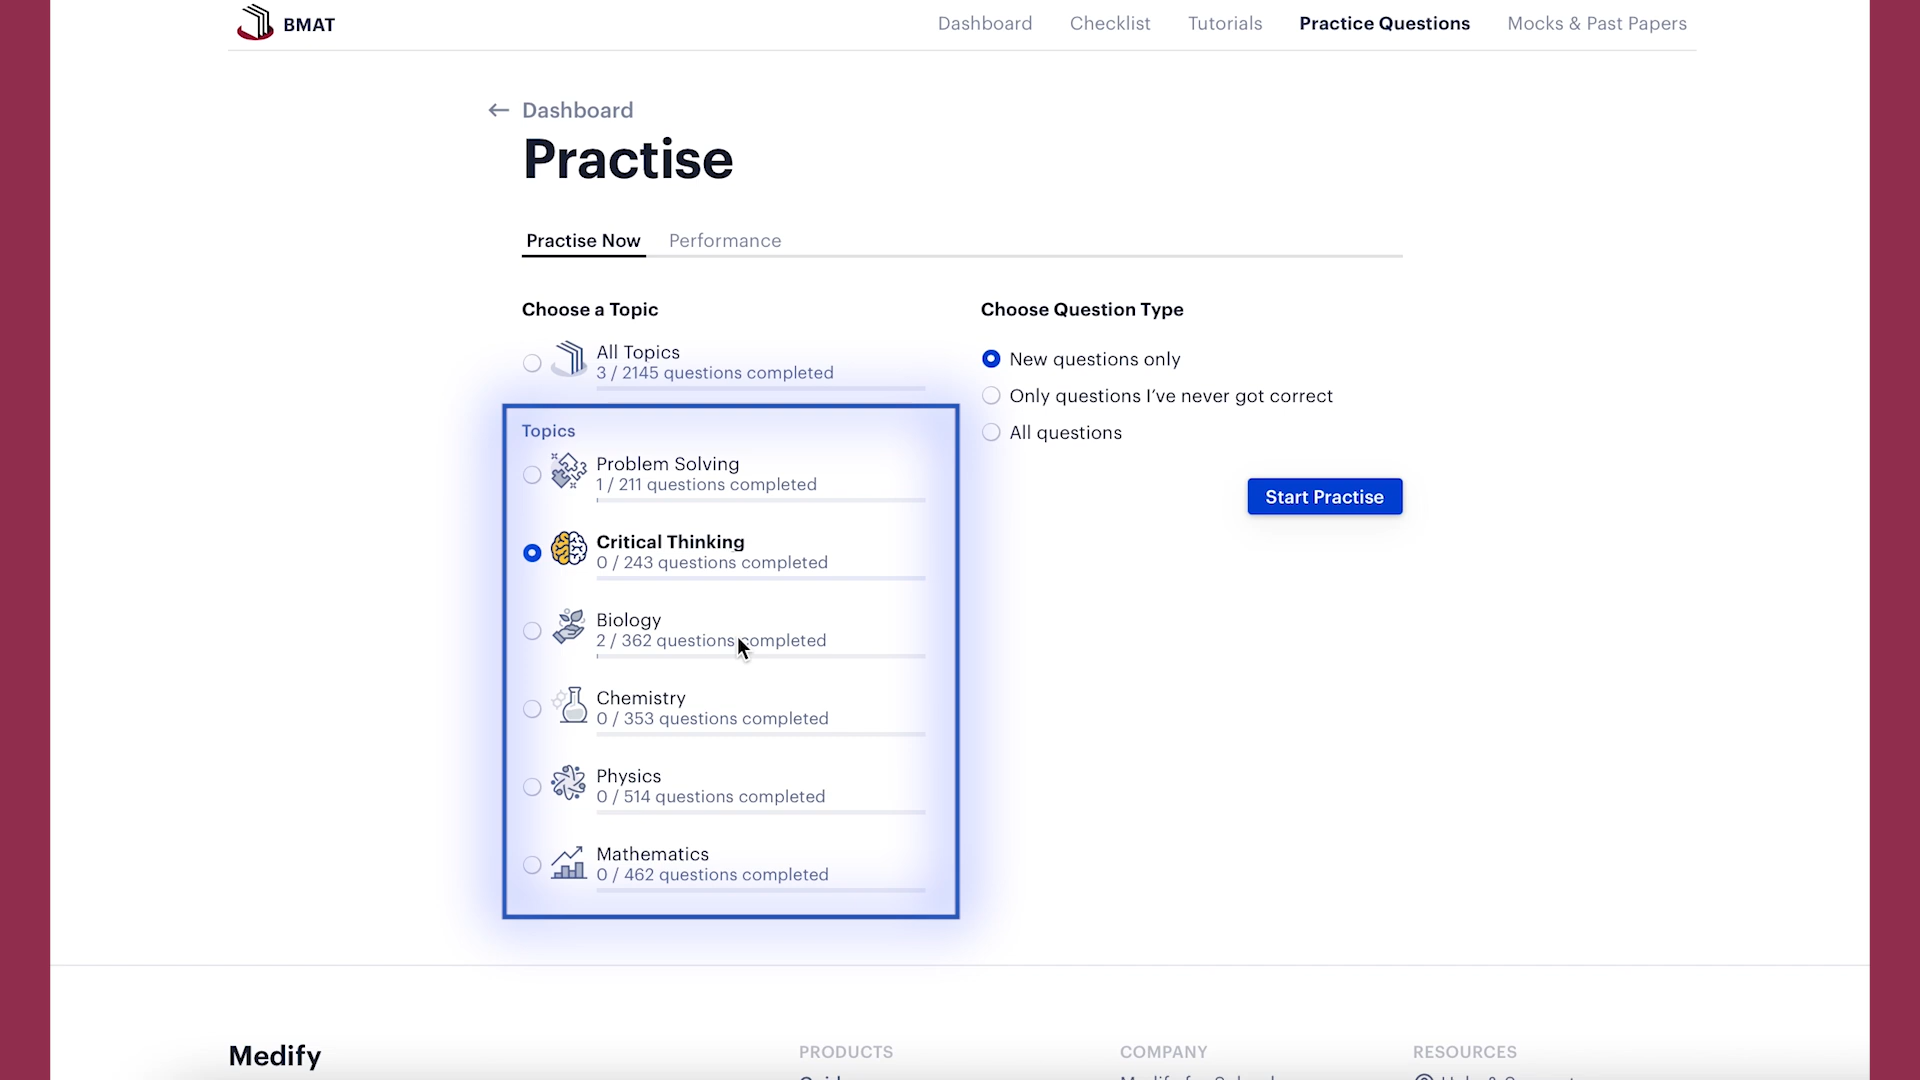 BMAT
Dashboard Checklist Tutorials Practice Questions Mocks & Past Papers
← Dashboard
Practise
Practise Now Performance
Choose a Topic
All Topics
3 / 2145 questions completed
Topics
Problem Solving
1 / 211 questions completed
Critical Thinking
0 / 243 questions completed
Biology
2 / 362 questions completed
Chemistry
0 / 353 questions completed
Physics
0 / 514 questions completed
Mathematics
0 / 462 questions completed
Choose Question Type
New questions only
Only questions I’ve never got correct
All questions
Start Practise
Medify
PRODUCTS
COMPANY
RESOURCES